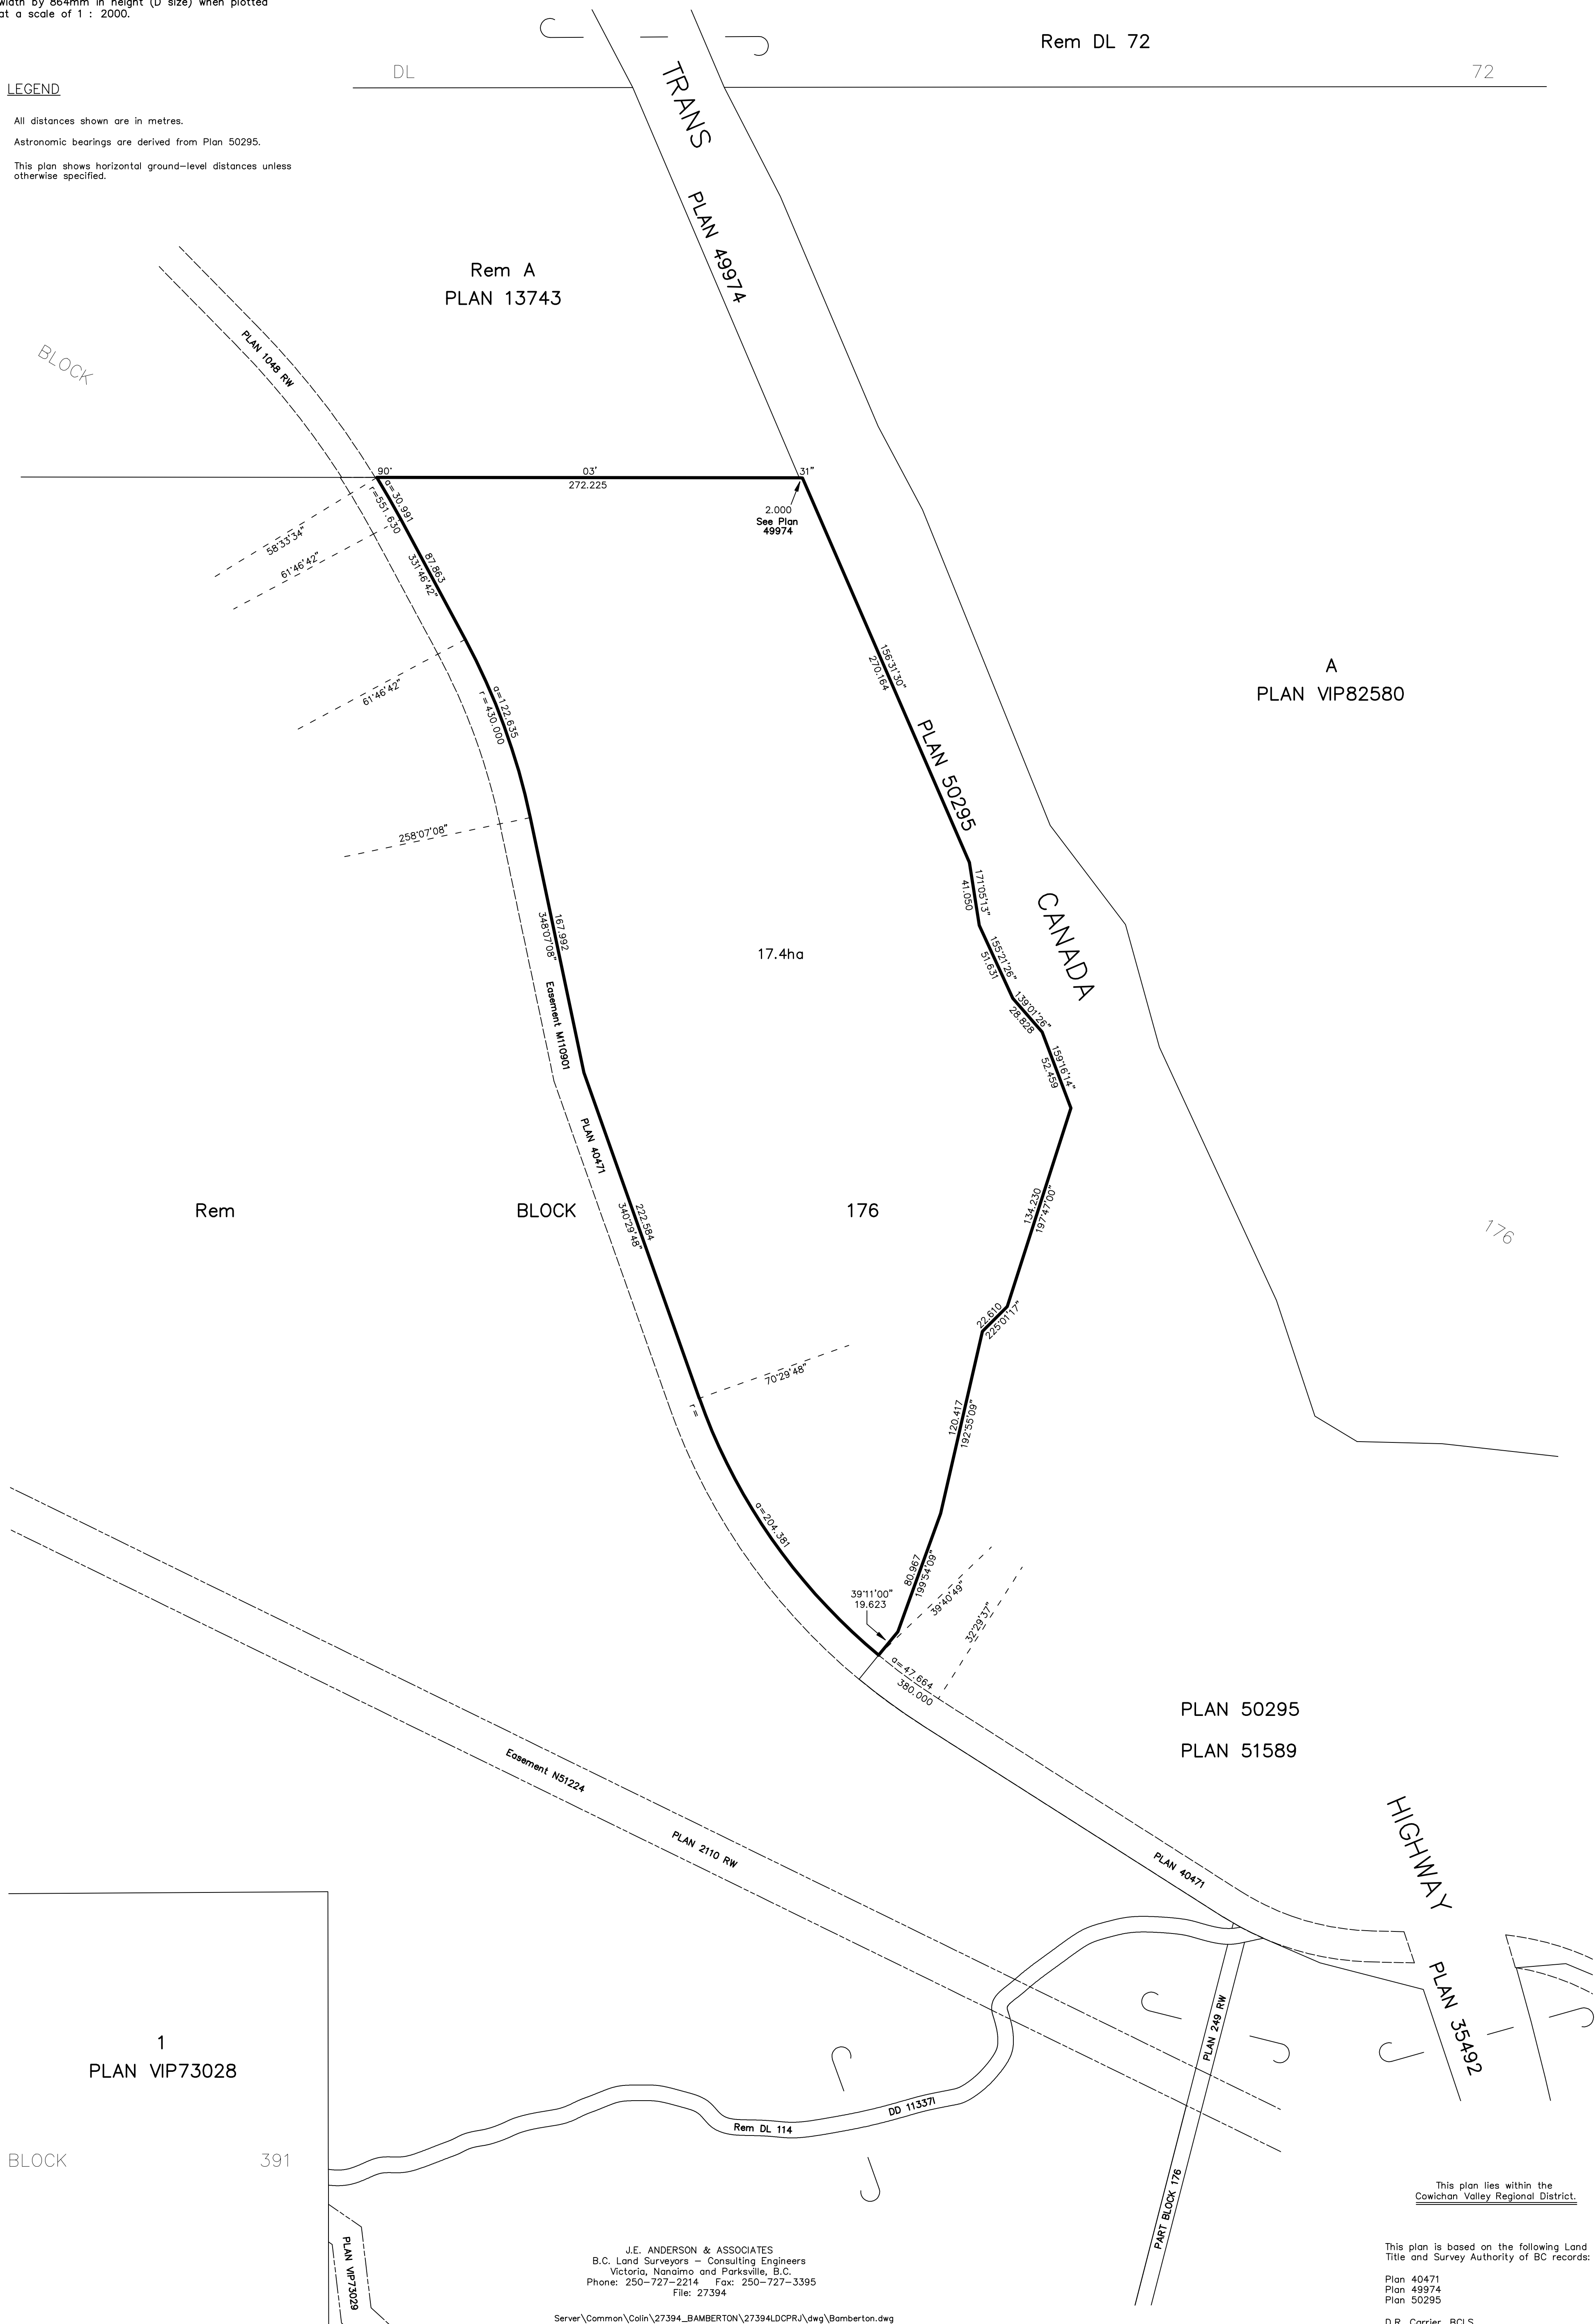 width by 864mm in height (D size) when plotted
at a scale of 1 : 2000.
LEGEND
All distances shown are in metres.
Astronomic bearings are derived from Plan 50295.
This plan shows horizontal ground-level distances unless
otherwise specified.
Rem DL 72
DL
72
TRANS
PLAN 49974
Rem A
PLAN 13743
PLAN 1048 RW
BLOCK
90°
03'
31"
272.225
2.000
See Plan
49974
a=30.991
r=551.630
58°33'34"
61°46'42"
87.863
331°46'42"
61°46'42"
a=122.635
r=430.000
258°07'08"
156°31'30"
270.164
PLAN 50295
A
PLAN VIP82580
171°05'13"
41.050
CANADA
155°21'26"
51.631
139°01'26"
28.828
159°16'14"
52.459
17.4ha
167.992
348°07'08"
Easement M110901
PLAN 40471
Rem
BLOCK
176
176
222.584
340°29'48"
134.230
197°47'00"
22.610
225°01'17"
70°29'48"
r=
120.417
192°55'09"
a=204.381
80.967
199°54'09"
39°11'00"
19.623
39°40'49"
32°29'37"
a=47.664
380.000
PLAN 50295
PLAN 51589
Easement N51224
PLAN 2110 RW
PLAN 40471
HIGHWAY
PLAN 35492
PLAN 249 RW
1
PLAN VIP73028
BLOCK
391
Rem DL 114
DD 11337I
PART BLOCK 176
PLAN VIP73029
This plan lies within the
Cowichan Valley Regional District.
J.E. ANDERSON & ASSOCIATES
B.C. Land Surveyors - Consulting Engineers
Victoria, Nanaimo and Parksville, B.C.
Phone: 250-727-2214 Fax: 250-727-3395
File: 27394
Server\Common\Colin\27394_BAMBERTON\27394LDCPRJ\dwg\Bamberton.dwg
This plan is based on the following Land
Title and Survey Authority of BC records:
Plan 40471
Plan 49974
Plan 50295
D.R. Carrier, BCLS